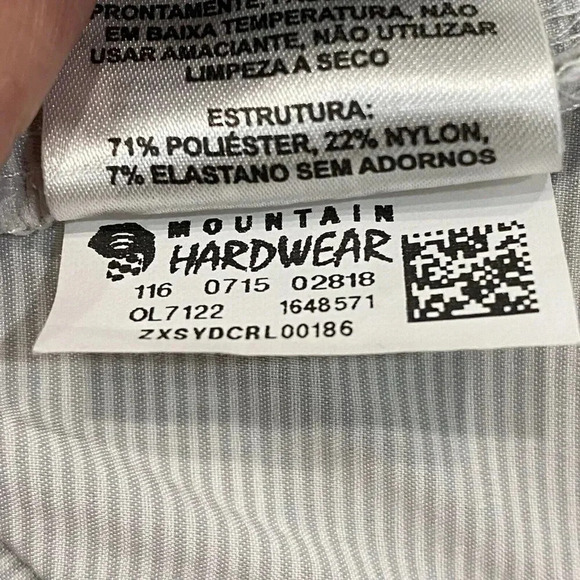 PRONTAMENTE,
EM BAIXA TEMPERATURA, NÃO
USAR AMACIANTE, NÃO UTILIZAR
LIMPEZA A SECO
ESTRUTURA:
71% POLIÉSTER, 22% NYLON,
7% ELASTANO SEM ADORNOS
MOUNTAIN
HARDWEAR
116 0715 02818
OL7122 1648571
ZXSYDCRL00186